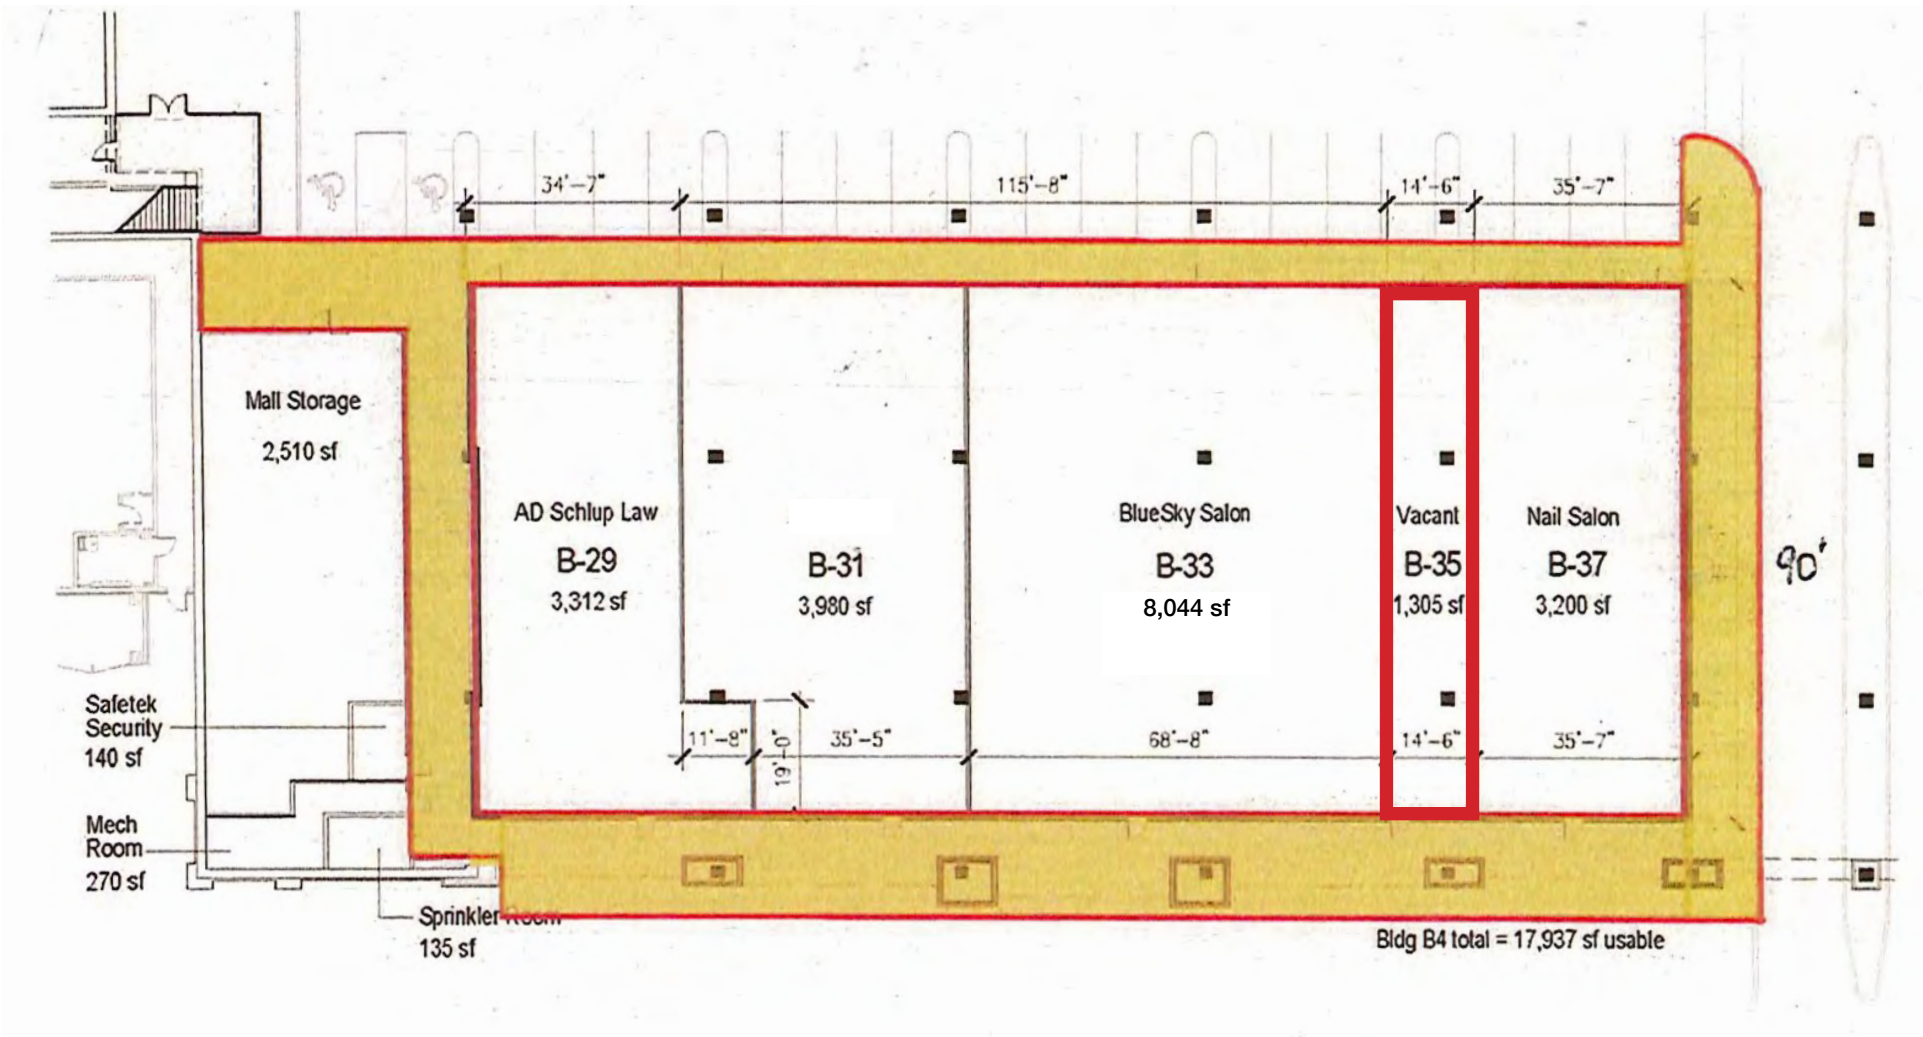 34'-7"
115'-8"
14'-6"
35'-7"
Mall Storage
2,510 sf
AD Schlup Law
B-29
3,312 sf
B-31
3,980 sf
BlueSky Salon
B-33
8,044 sf
Vacant
B-35
1,305 sf
Nail Salon
B-37
3,200 sf
90'
Safetek
Security
140 sf
11'-8"
19'-0"
35'-5"
68'-8"
14'-6"
35'-7"
Mech
Room
270 sf
Sprinkler Room
135 sf
Bldg B4 total = 17,937 sf usable